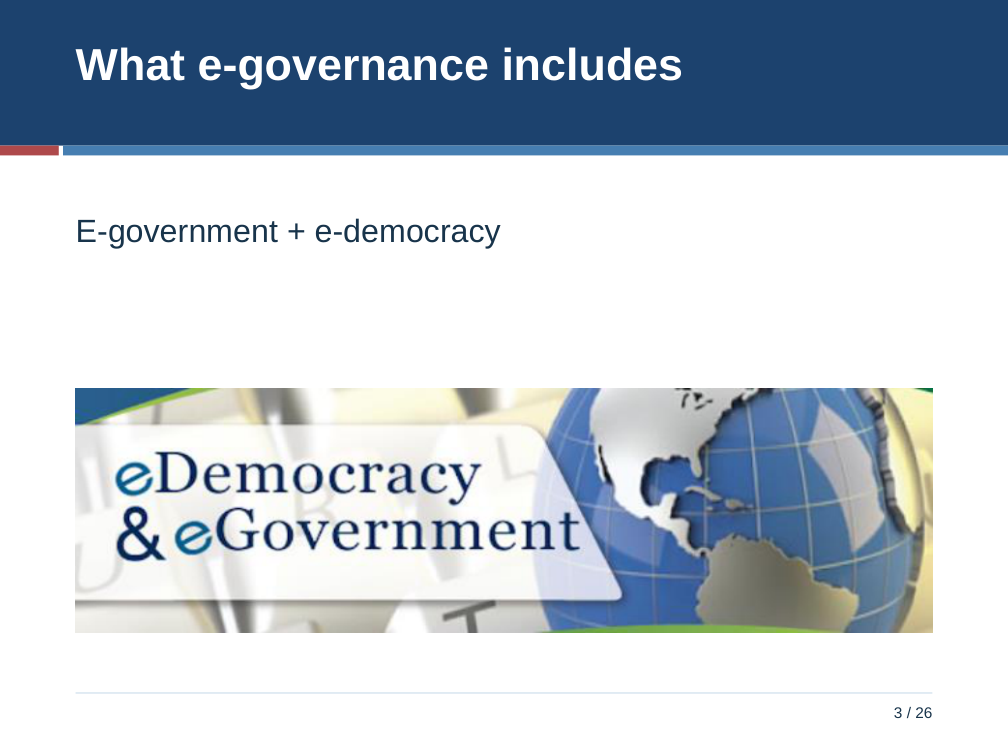 What e-governance includes
E-government + e-democracy
eDemocracy
& eGovernment
T
3 / 26